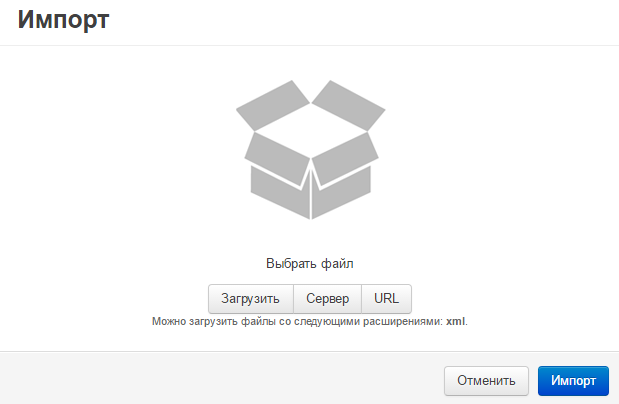 Импорт
Выбрать файл
Загрузить Сервер URL
Можно загрузить файлы со следующими расширениями: xml.
Отменить Импорт